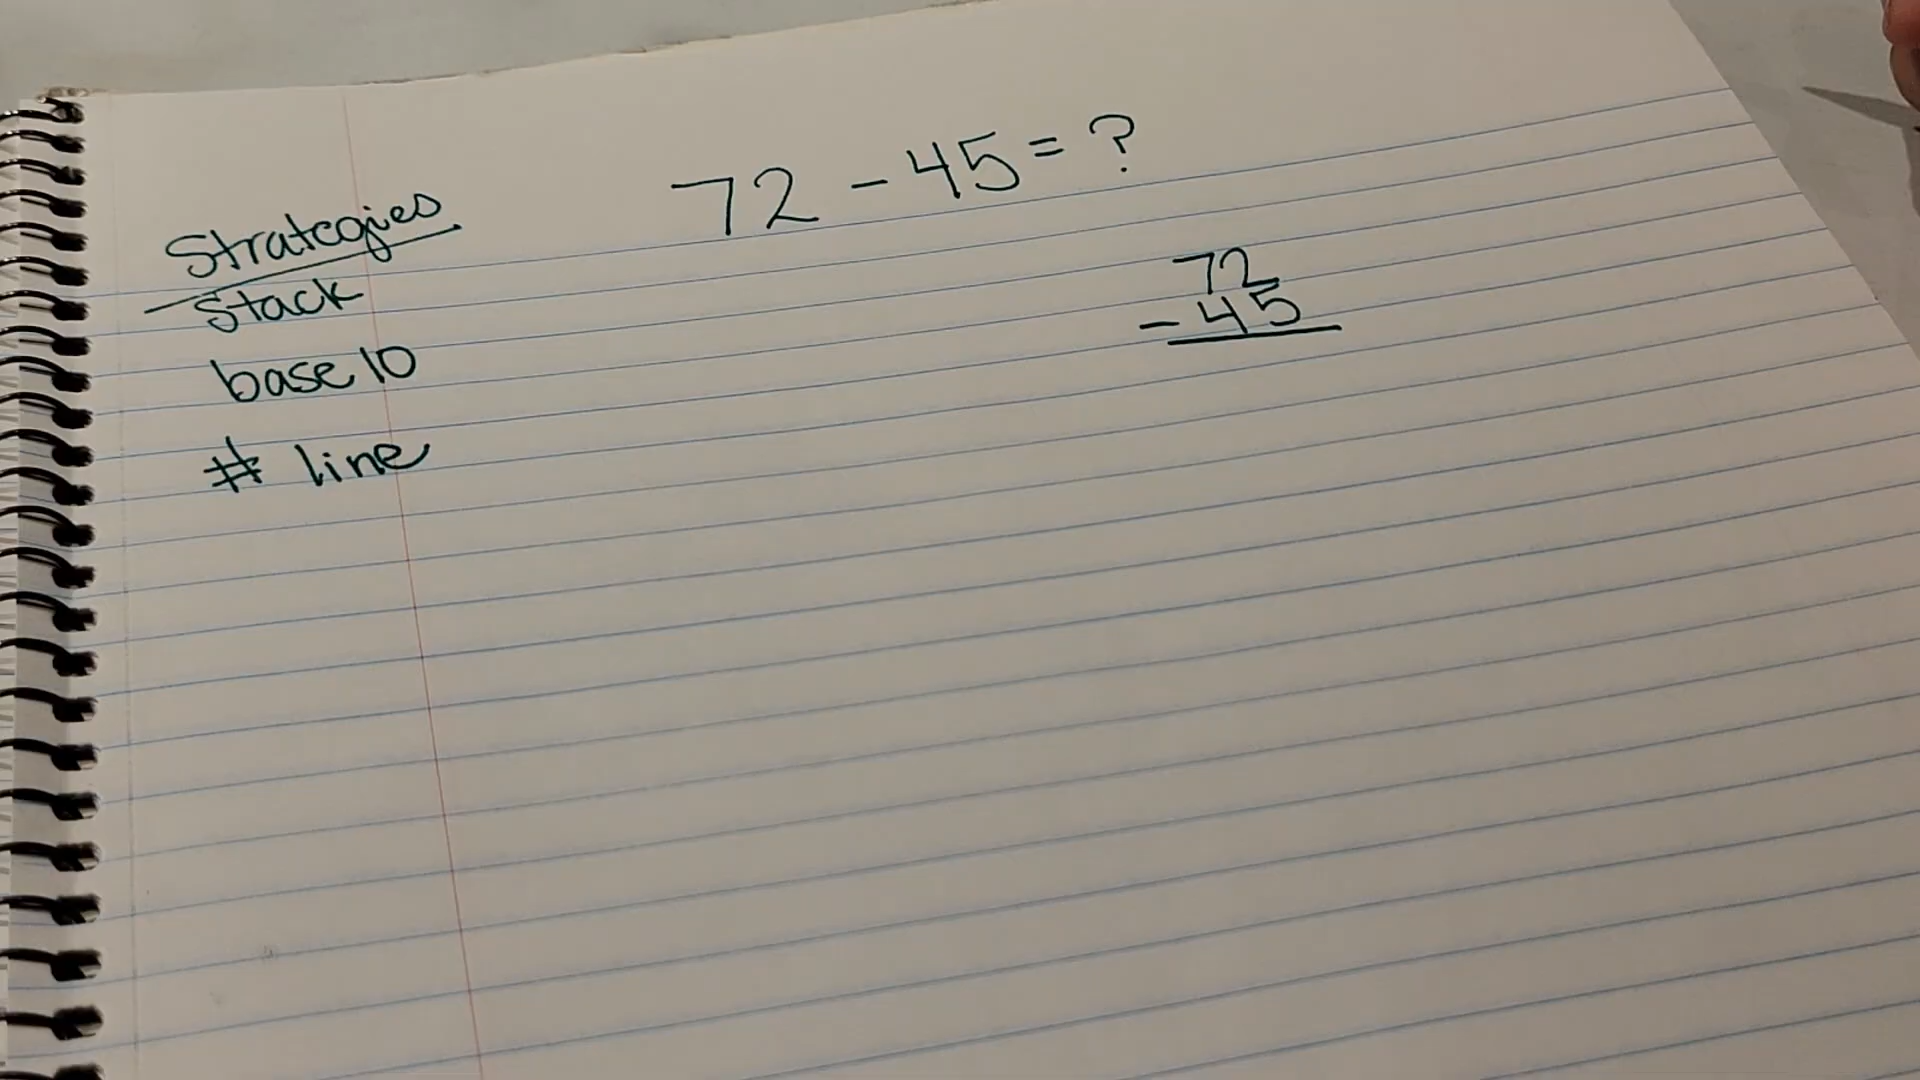 72 - 45 = ?
Strategies
Stack
base 10
# line
72
- 45